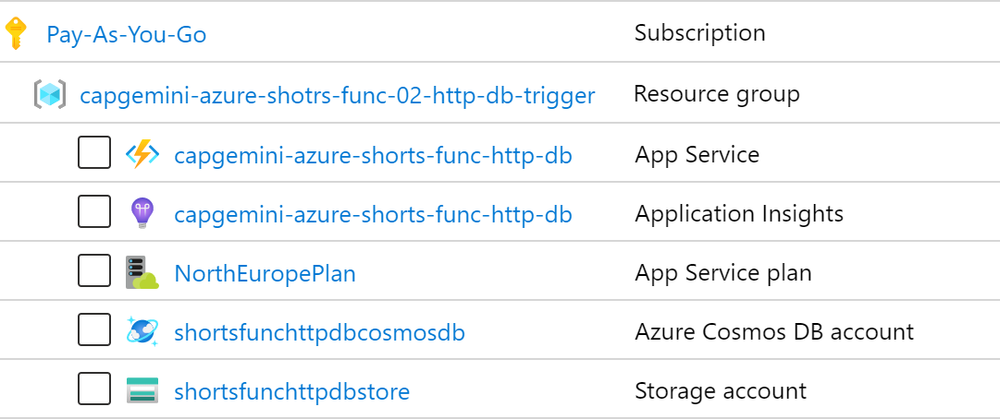 Pay-As-You-Go Subscription
capgemini-azure-shotrs-func-02-http-db-trigger Resource group
capgemini-azure-shorts-func-http-db App Service
capgemini-azure-shorts-func-http-db Application Insights
NorthEuropePlan App Service plan
shortsfunchttpdbcosmosdb Azure Cosmos DB account
shortsfunchttpdbstore Storage account